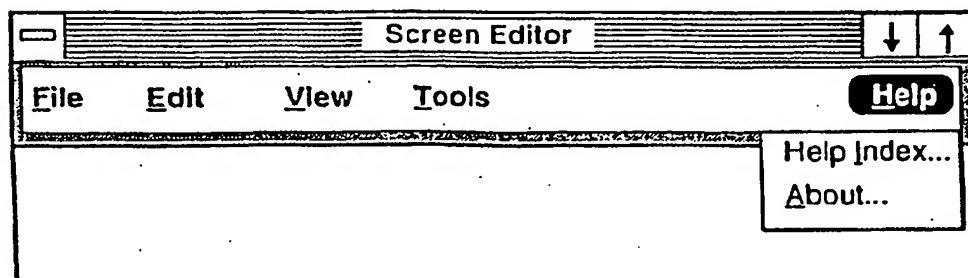 Screen Editor
File Edit View Tools Help
Help Index...
About...